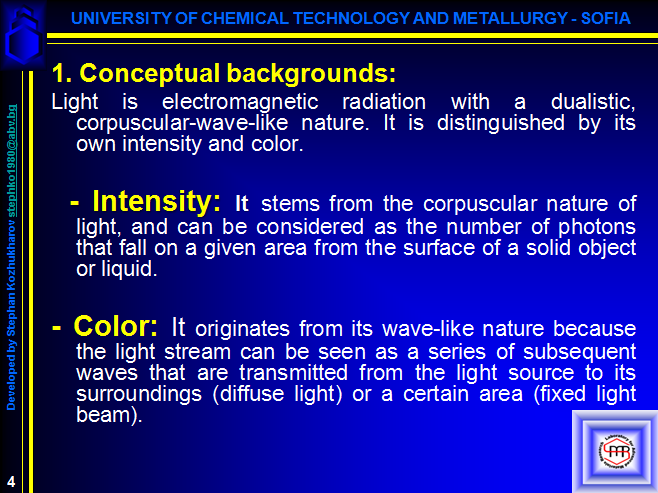 UNIVERSITY OF CHEMICAL TECHNOLOGY AND METALLURGY - SOFIA
1. Conceptual backgrounds:
Light is electromagnetic radiation with a dualistic,
corpuscular-wave-like nature. It is distinguished by its
own intensity and color.
- Intensity: It stems from the corpuscular nature of
light, and can be considered as the number of photons
that fall on a given area from the surface of a solid object
or liquid.
- Color: It originates from its wave-like nature because
the light stream can be seen as a series of subsequent
waves that are transmitted from the light source to its
surroundings (diffuse light) or a certain area (fixed light
beam).
Developed by Stephan Kozhukharov stephko1980@abv.bg
4